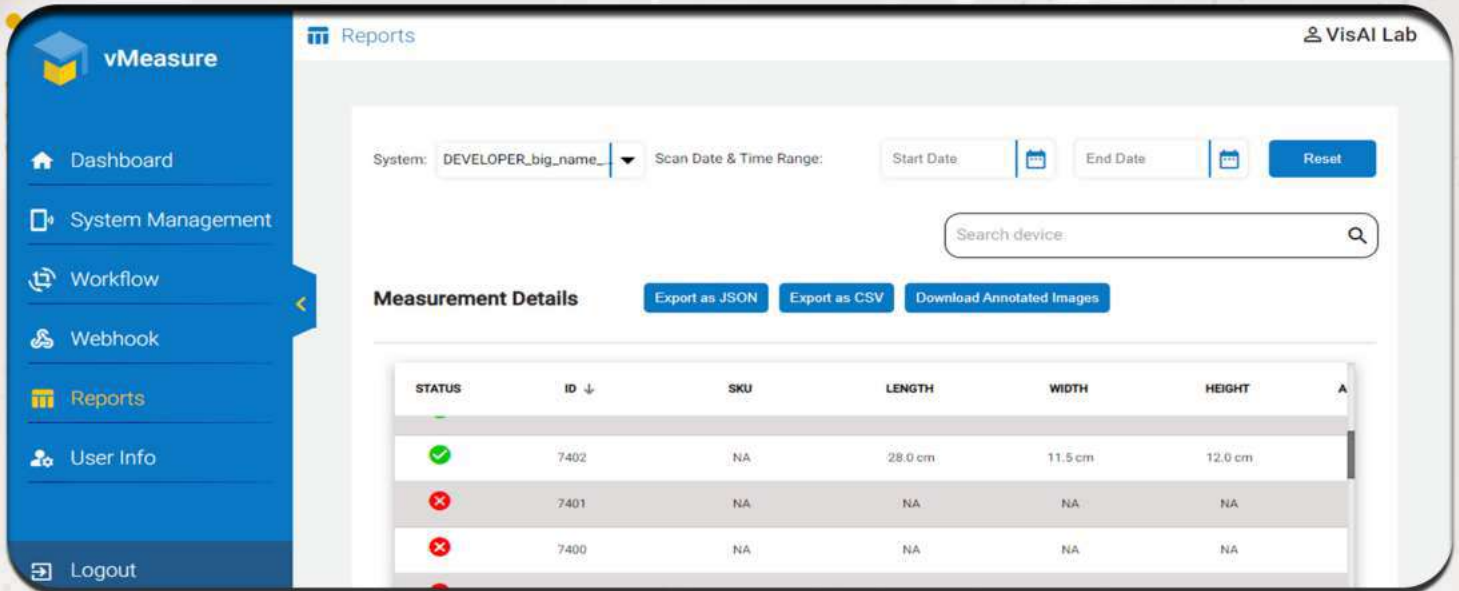 vMeasure
Reports
VisAI Lab
Dashboard
System Management
Workflow
Webhook
Reports
User Info
Logout
System: DEVELOPER_big_name_... Scan Date & Time Range: Start Date End Date Reset
Search device
Measurement Details Export as JSON Export as CSV Download Annotated Images
STATUS ID ↓ SKU LENGTH WIDTH HEIGHT A
7402 NA 28.0 cm 11.5 cm 12.0 cm
7401 NA NA NA NA
7400 NA NA NA NA